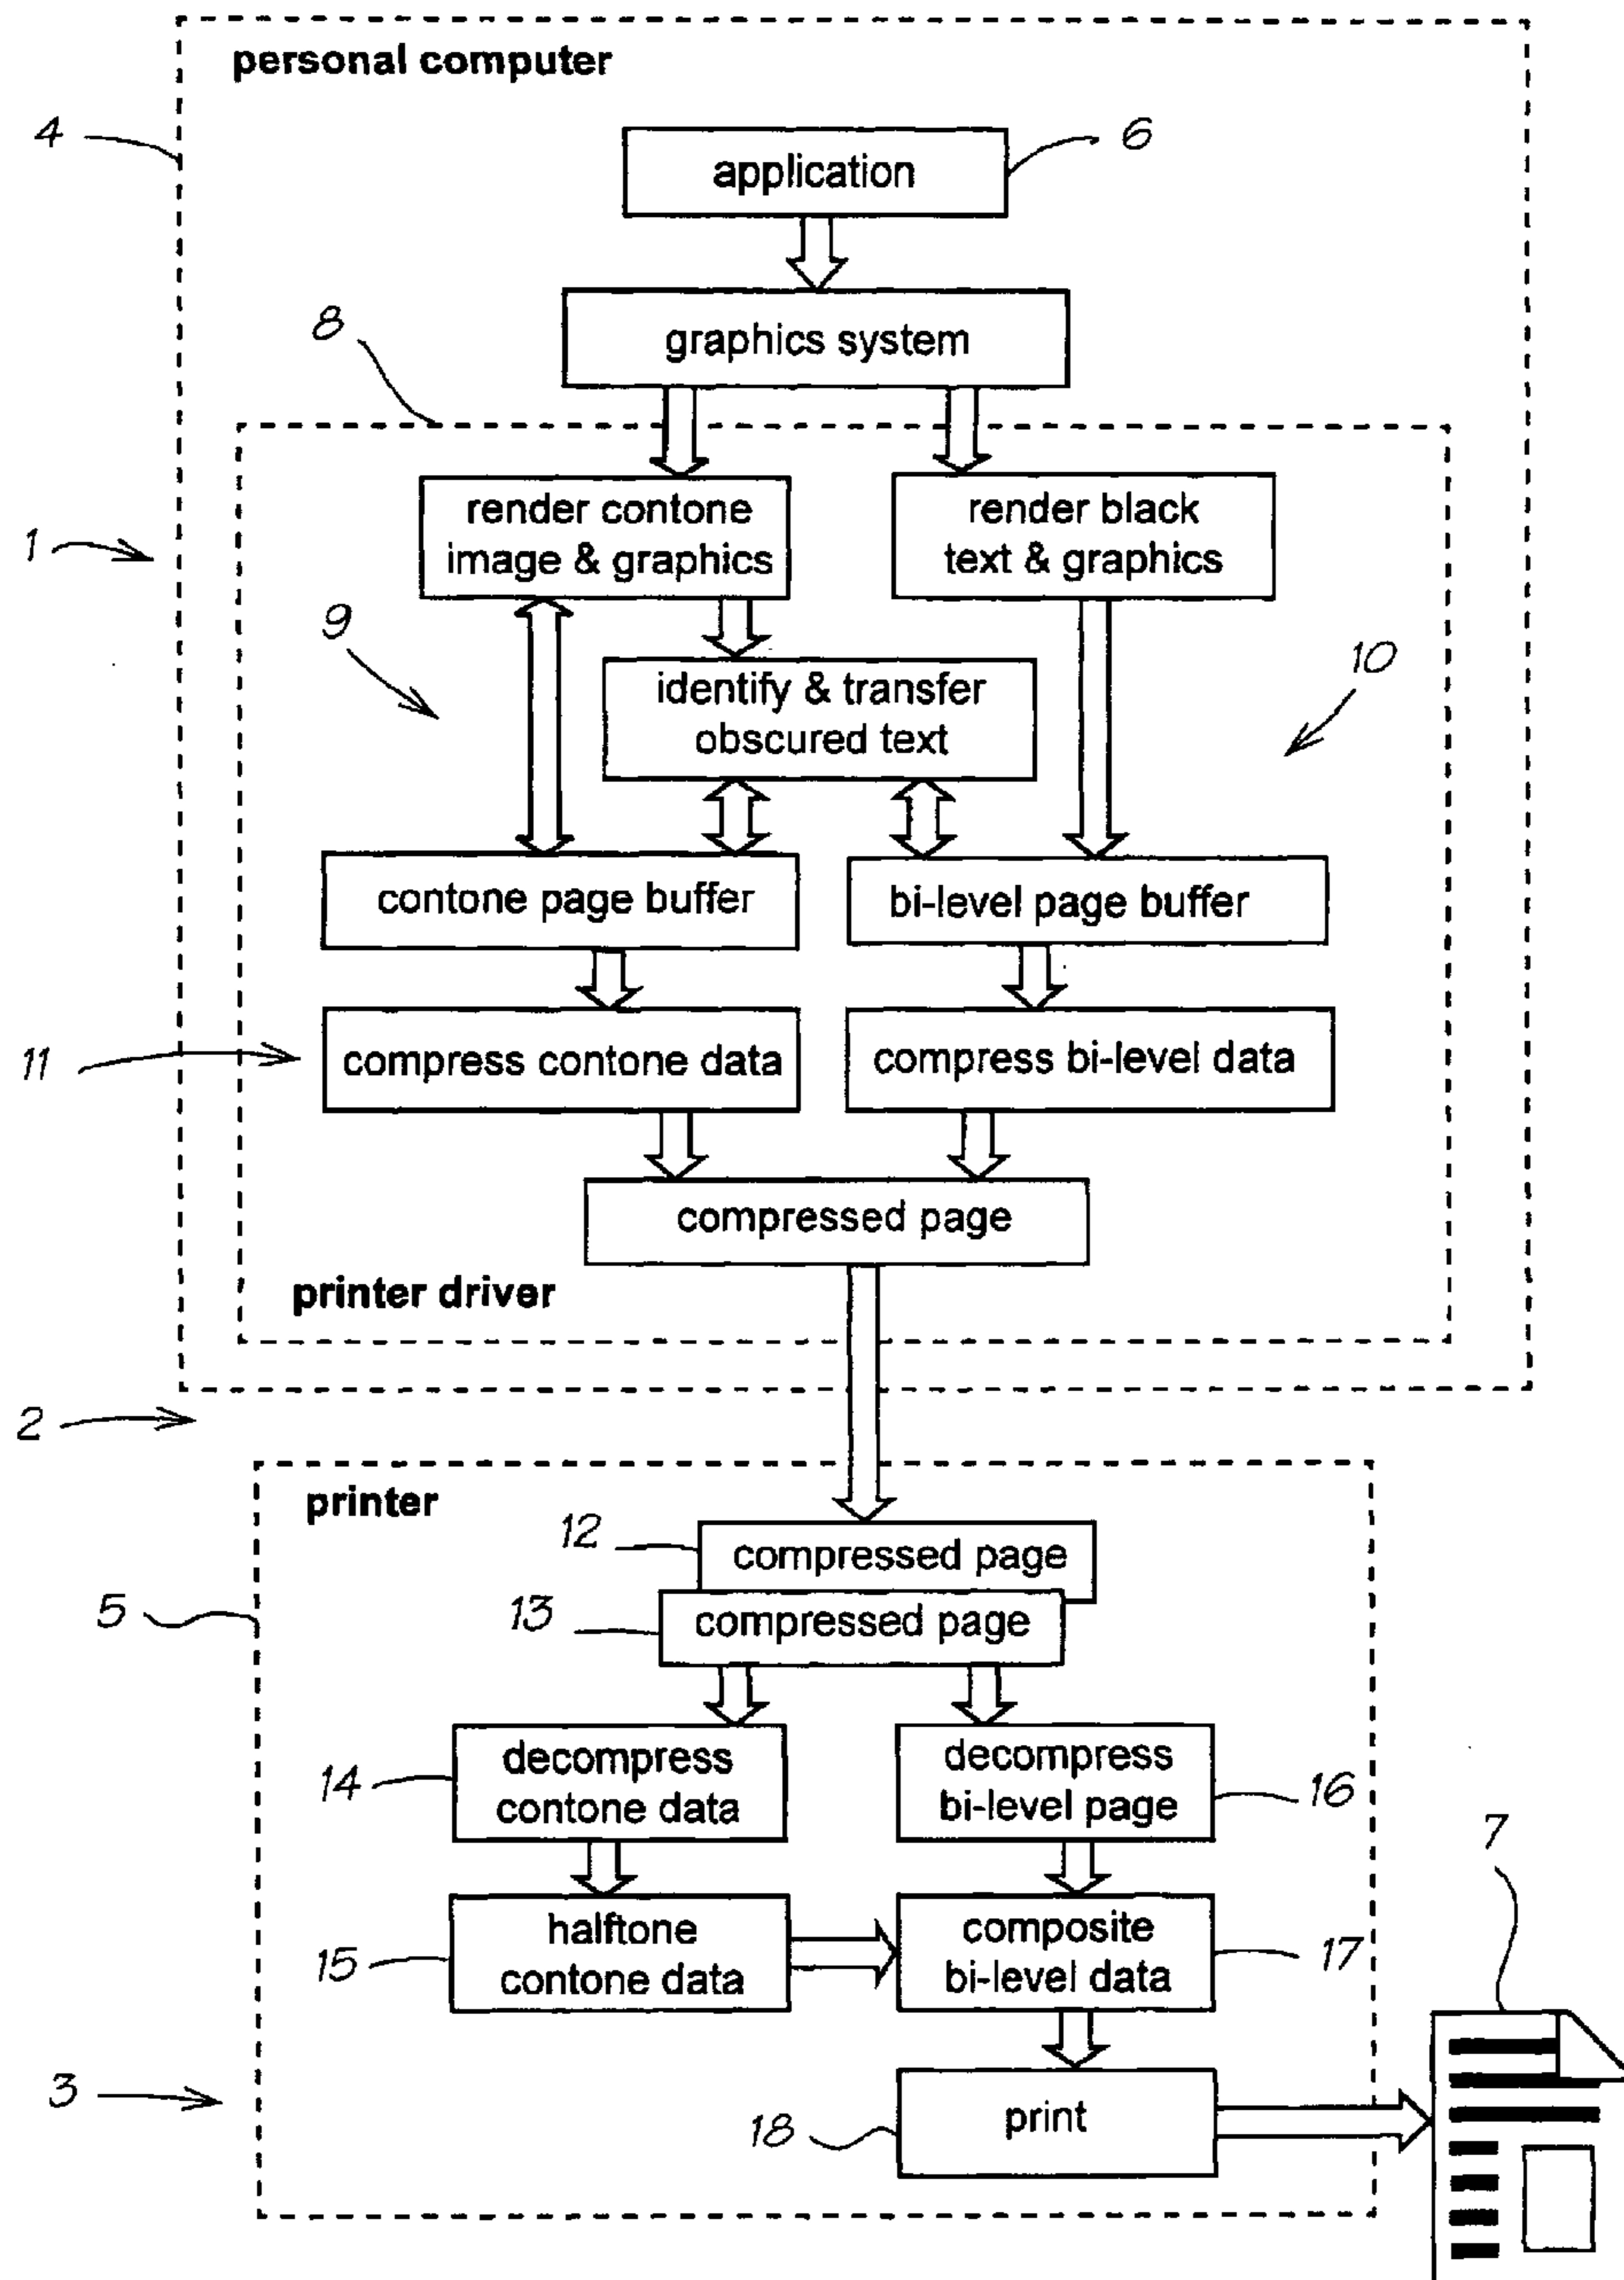 personal computer
4
6
application
graphics system
8
render contone
image & graphics
render black
text & graphics
1
9
identify & transfer
obscured text
10
contone page buffer
bi-level page buffer
11
compress contone data
compress bi-level data
compressed page
printer driver
2
printer
12
compressed page
5
13
compressed page
14
decompress
contone data
decompress
bi-level page
16
7
15
halftone
contone data
composite
bi-level data
17
3
18
print